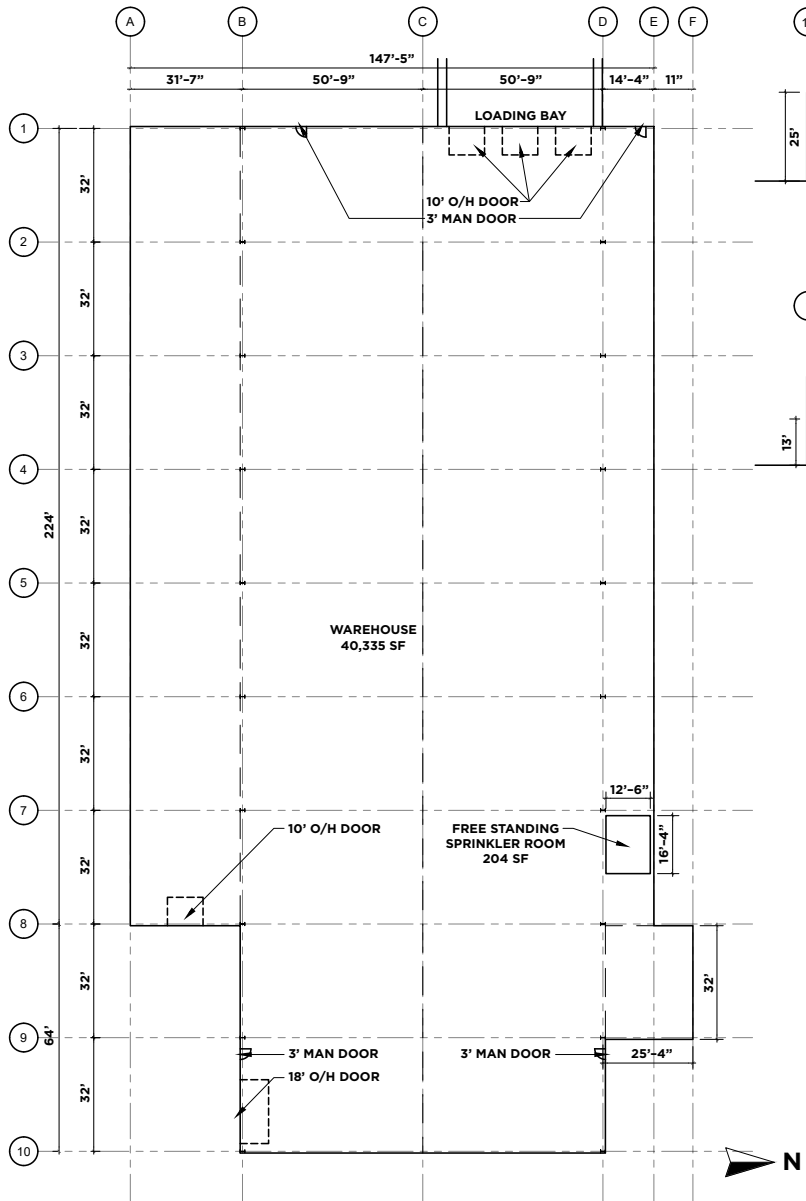 A B C D E F 1
147'-5"
31'-7" 50'-9" 50'-9" 14'-4" 11"
LOADING BAY
1
25'
32'
10' O/H DOOR
3' MAN DOOR
2
32'
3
32'
13'
4
224'
32'
5
WAREHOUSE
40,335 SF
32'
6
32'
12'-6"
7
10' O/H DOOR
FREE STANDING
SPRINKLER ROOM
204 SF
16'-4"
32'
8
32'
32'
9
64'
3' MAN DOOR
3' MAN DOOR
25'-4"
18' O/H DOOR
32'
10
N